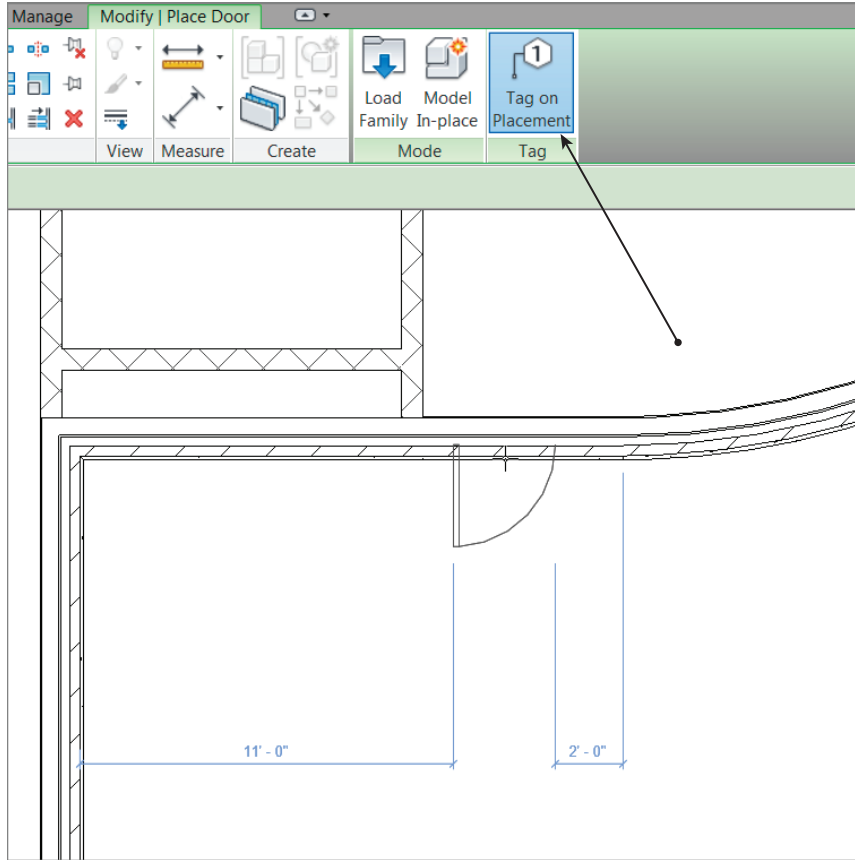 Manage Modify | Place Door
1
Load Model Tag on
Family In-place Placement
View Measure Create Mode Tag
11' - 0" 2' - 0"